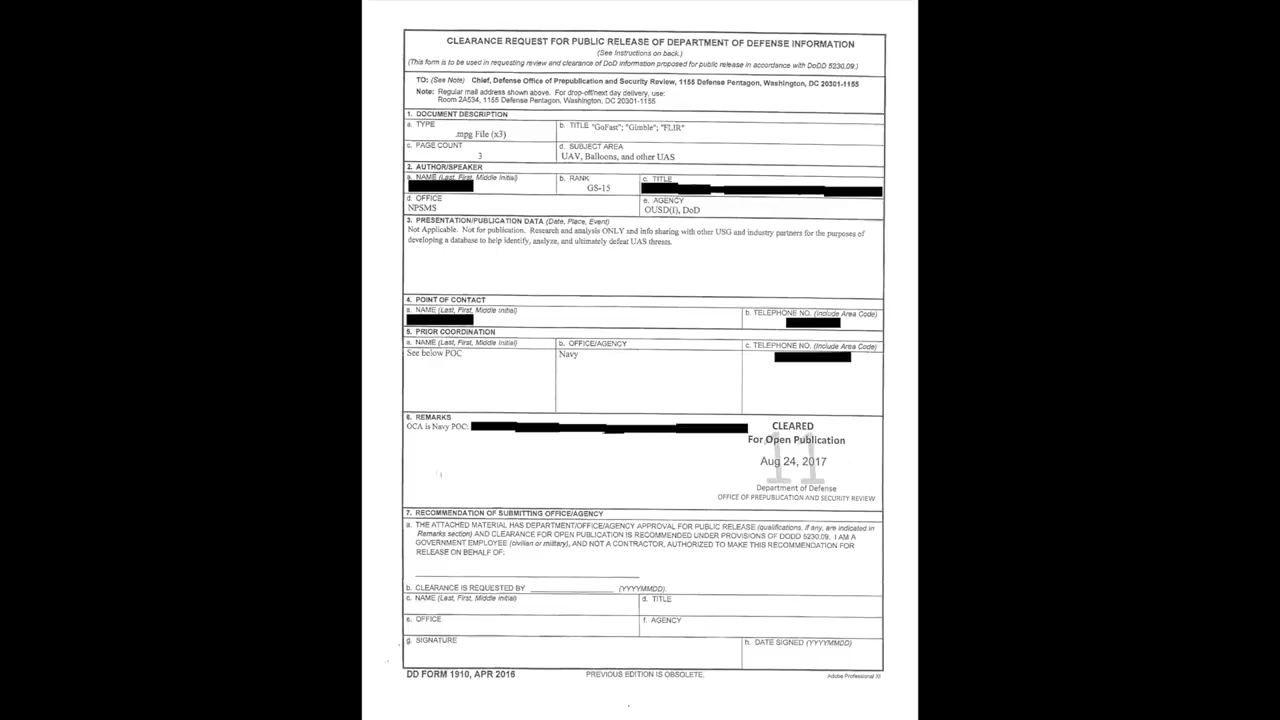 CLEARANCE REQUEST FOR PUBLIC RELEASE OF DEPARTMENT OF DEFENSE INFORMATION
(See Instructions on back.)
(This form is to be used in requesting review and clearance of DoD information proposed for public release in accordance with DoDD 5230.09.)
TO: (See Note) Chief, Defense Office of Prepublication and Security Review, 1155 Defense Pentagon, Washington, DC 20301-1155
Note: Regular mail address shown above. For drop-off/next day delivery, use:
Room 2A534, 1155 Defense Pentagon, Washington, DC 20301-1155
1. DOCUMENT DESCRIPTION
a. TYPE
.mpg File (x3)
b. TITLE "GoFast"; "Gimble"; "FLIR"
c. PAGE COUNT
3
d. SUBJECT AREA
UAV, Balloons, and other UAS
2. AUTHOR/SPEAKER
a. NAME (Last, First, Middle Initial)
b. RANK
GS-15
c. TITLE
d. OFFICE
NPSMS
e. AGENCY
OUSD(I), DoD
3. PRESENTATION/PUBLICATION DATA (Date, Place, Event)
Not Applicable. Not for publication. Research and analysis ONLY and info sharing with other USG and industry partners for the purposes of
developing a database to help identify, analyze, and ultimately defeat UAS threats.
4. POINT OF CONTACT
a. NAME (Last, First, Middle Initial)
b. TELEPHONE NO. (Include Area Code)
5. PRIOR COORDINATION
a. NAME (Last, First, Middle Initial)
See below POC
b. OFFICE/AGENCY
Navy
c. TELEPHONE NO. (Include Area Code)
6. REMARKS
OCA is Navy POC:
CLEARED
For Open Publication
11
Aug 24, 2017
Department of Defense
OFFICE OF PREPUBLICATION AND SECURITY REVIEW
7. RECOMMENDATION OF SUBMITTING OFFICE/AGENCY
a. THE ATTACHED MATERIAL HAS DEPARTMENT/OFFICE/AGENCY APPROVAL FOR PUBLIC RELEASE (qualifications, if any, are indicated in
Remarks section) AND CLEARANCE FOR OPEN PUBLICATION IS RECOMMENDED UNDER PROVISIONS OF DODD 5230.09. I AM A
GOVERNMENT EMPLOYEE (civilian or military), AND NOT A CONTRACTOR, AUTHORIZED TO MAKE THIS RECOMMENDATION FOR
RELEASE ON BEHALF OF:
b. CLEARANCE IS REQUESTED BY (YYYYMMDD).
c. NAME (Last, First, Middle Initial)
d. TITLE
e. OFFICE
f. AGENCY
g. SIGNATURE
h. DATE SIGNED (YYYYMMDD)
DD FORM 1910, APR 2016
PREVIOUS EDITION IS OBSOLETE.
Adobe Professional XI